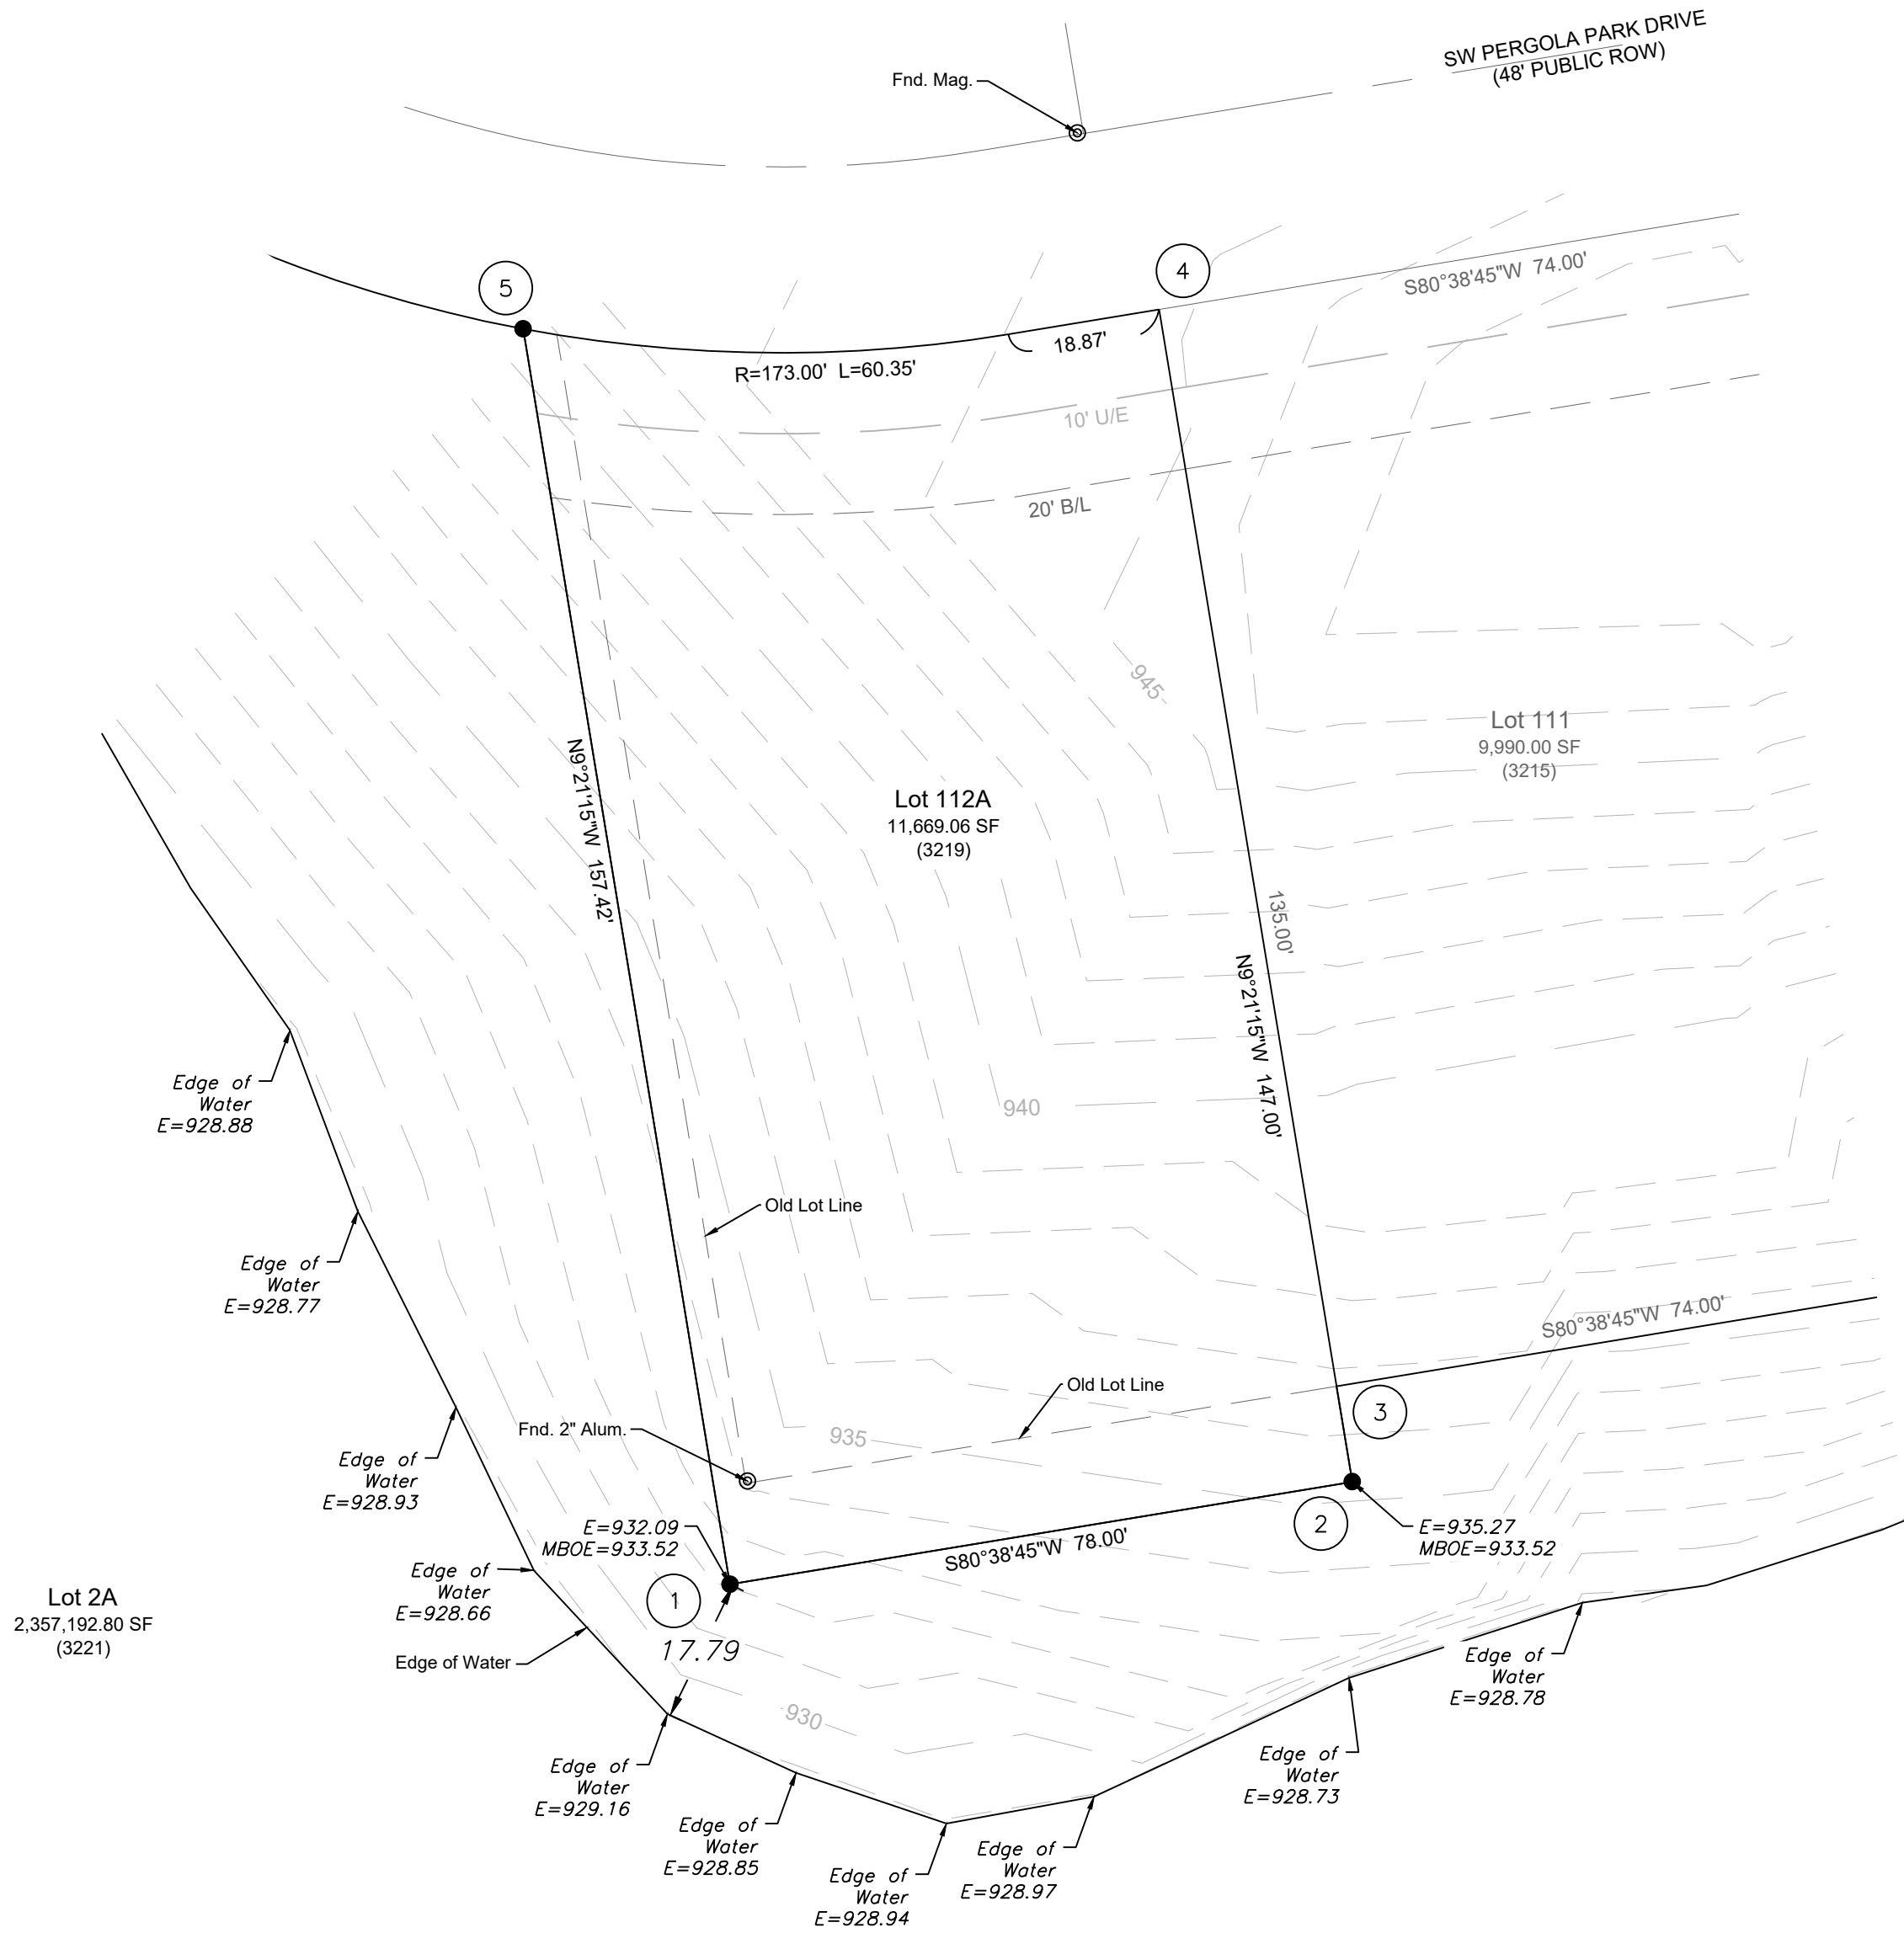 SW PERGOLA PARK DRIVE
(48' PUBLIC ROW)
Fnd. Mag.
5
4
S80°38'45"W 74.00'
18.87'
R=173.00' L=60.35'
10' U/E
20' B/L
945
Lot 111
9,990.00 SF
(3215)
N9°21'15"W 157.42'
Lot 112A
11,669.06 SF
(3219)
135.00'
N9°21'15"W 147.00'
Edge of
Water
E=928.88
940
Old Lot Line
Edge of
Water
E=928.77
S80°38'45"W 74.00'
Old Lot Line
3
Fnd. 2" Alum.
935
Edge of
Water
E=928.93
E=932.09
MBOE=933.52
2
E=935.27
MBOE=933.52
S80°38'45"W 78.00'
Edge of
Water
E=928.66
1
Lot 2A
2,357,192.80 SF
(3221)
17.79
Edge of Water
Edge of
Water
E=928.78
930
Edge of
Water
E=929.16
Edge of
Water
E=928.73
Edge of
Water
E=928.85
Edge of
Water
E=928.97
Edge of
Water
E=928.94